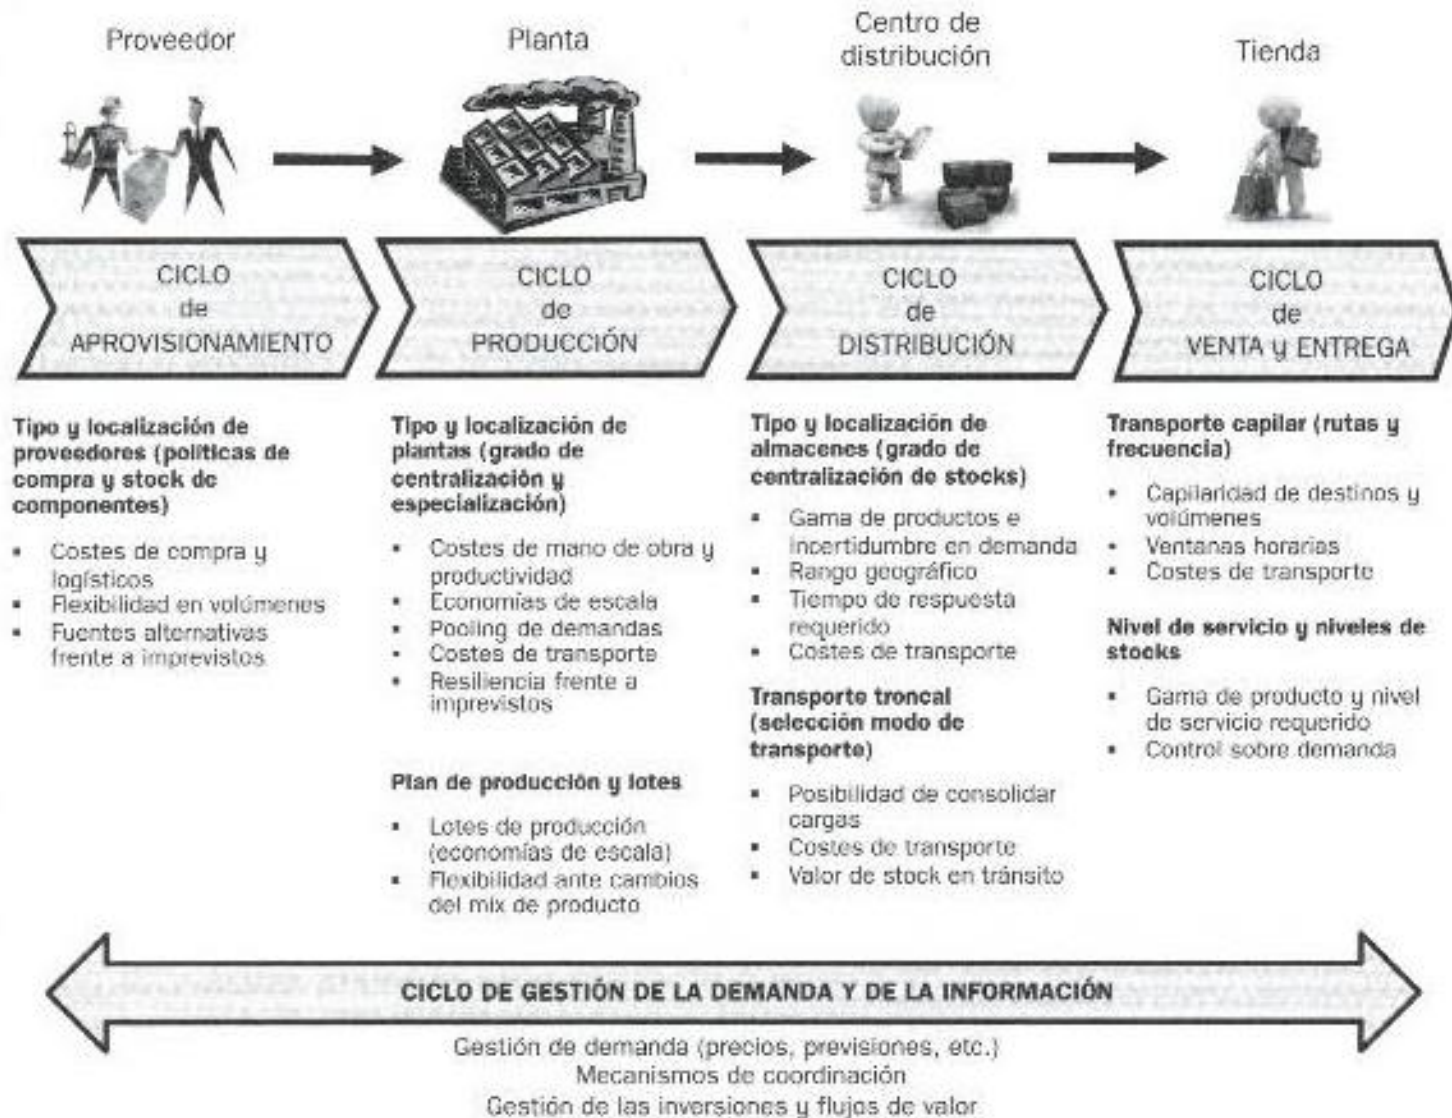 Proveedor
Planta
Centro de
distribución
Tienda
CICLO
de
APROVISIONAMIENTO
CICLO
de
PRODUCCIÓN
CICLO
de
DISTRIBUCIÓN
CICLO
de
VENTA y ENTREGA
Tipo y localización de
proveedores (políticas de
compra y stock de
componentes)
▪ Costes de compra y
logísticos
▪ Flexibilidad en volúmenes
▪ Fuentes alternativas
frente a imprevistos
Tipo y localización de
plantas (grado de
centralización y
especialización)
▪ Costes de mano de obra y
productividad
▪ Economías de escala
▪ Pooling de demandas
▪ Costes de transporte
▪ Resiliencia frente a
imprevistos
Plan de producción y lotes
▪ Lotes de producción
(economías de escala)
▪ Flexibilidad ante cambios
del mix de producto
Tipo y localización de
almacenes (grado de
centralización de stocks)
▪ Gama de productos e
incertidumbre en demanda
▪ Rango geográfico
▪ Tiempo de respuesta
requerido
▪ Costes de transporte
Transporte troncal
(selección modo de
transporte)
▪ Posibilidad de consolidar
cargas
▪ Costes de transporte
▪ Valor de stock en tránsito
Transporte capilar (rutas y
frecuencia)
▪ Capilaridad de destinos y
volúmenes
▪ Ventanas horarias
▪ Costes de transporte
Nivel de servicio y niveles de
stocks
▪ Gama de producto y nivel
de servicio requerido
▪ Control sobre demanda
CICLO DE GESTIÓN DE LA DEMANDA Y DE LA INFORMACIÓN
Gestión de demanda (precios, previsiones, etc.)
Mecanismos de coordinación
Gestión de las inversiones y flujos de valor